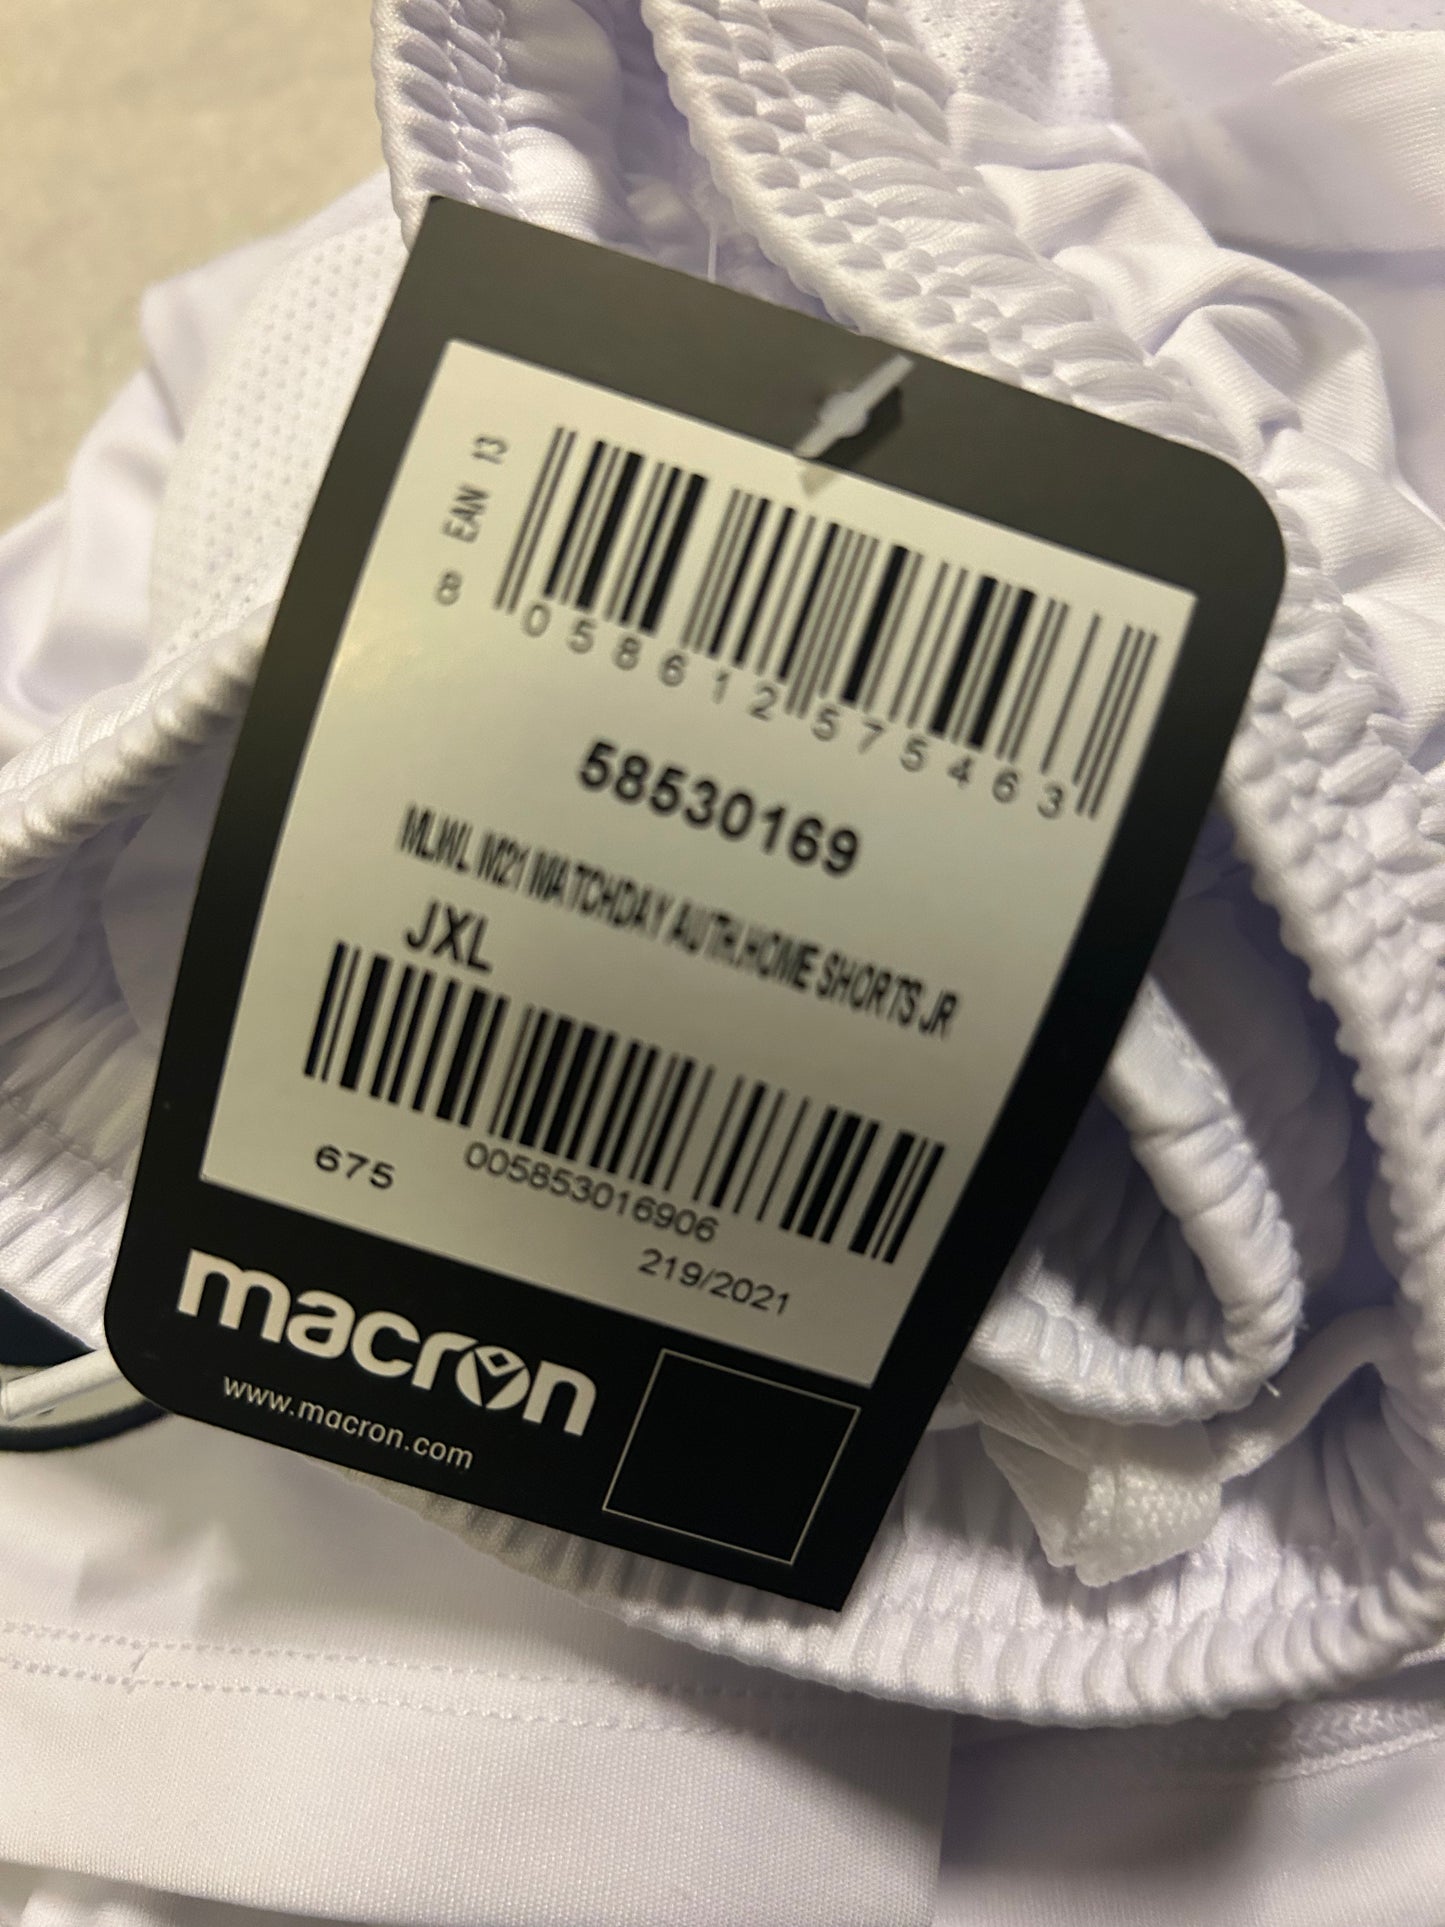 EAN 13
8 058612 575463
58530169
MLWL M21 MATCHDAY AUTH.HOME SHORTS JR
JXL
005853016906
675
219/2021
macron
www.macron.com